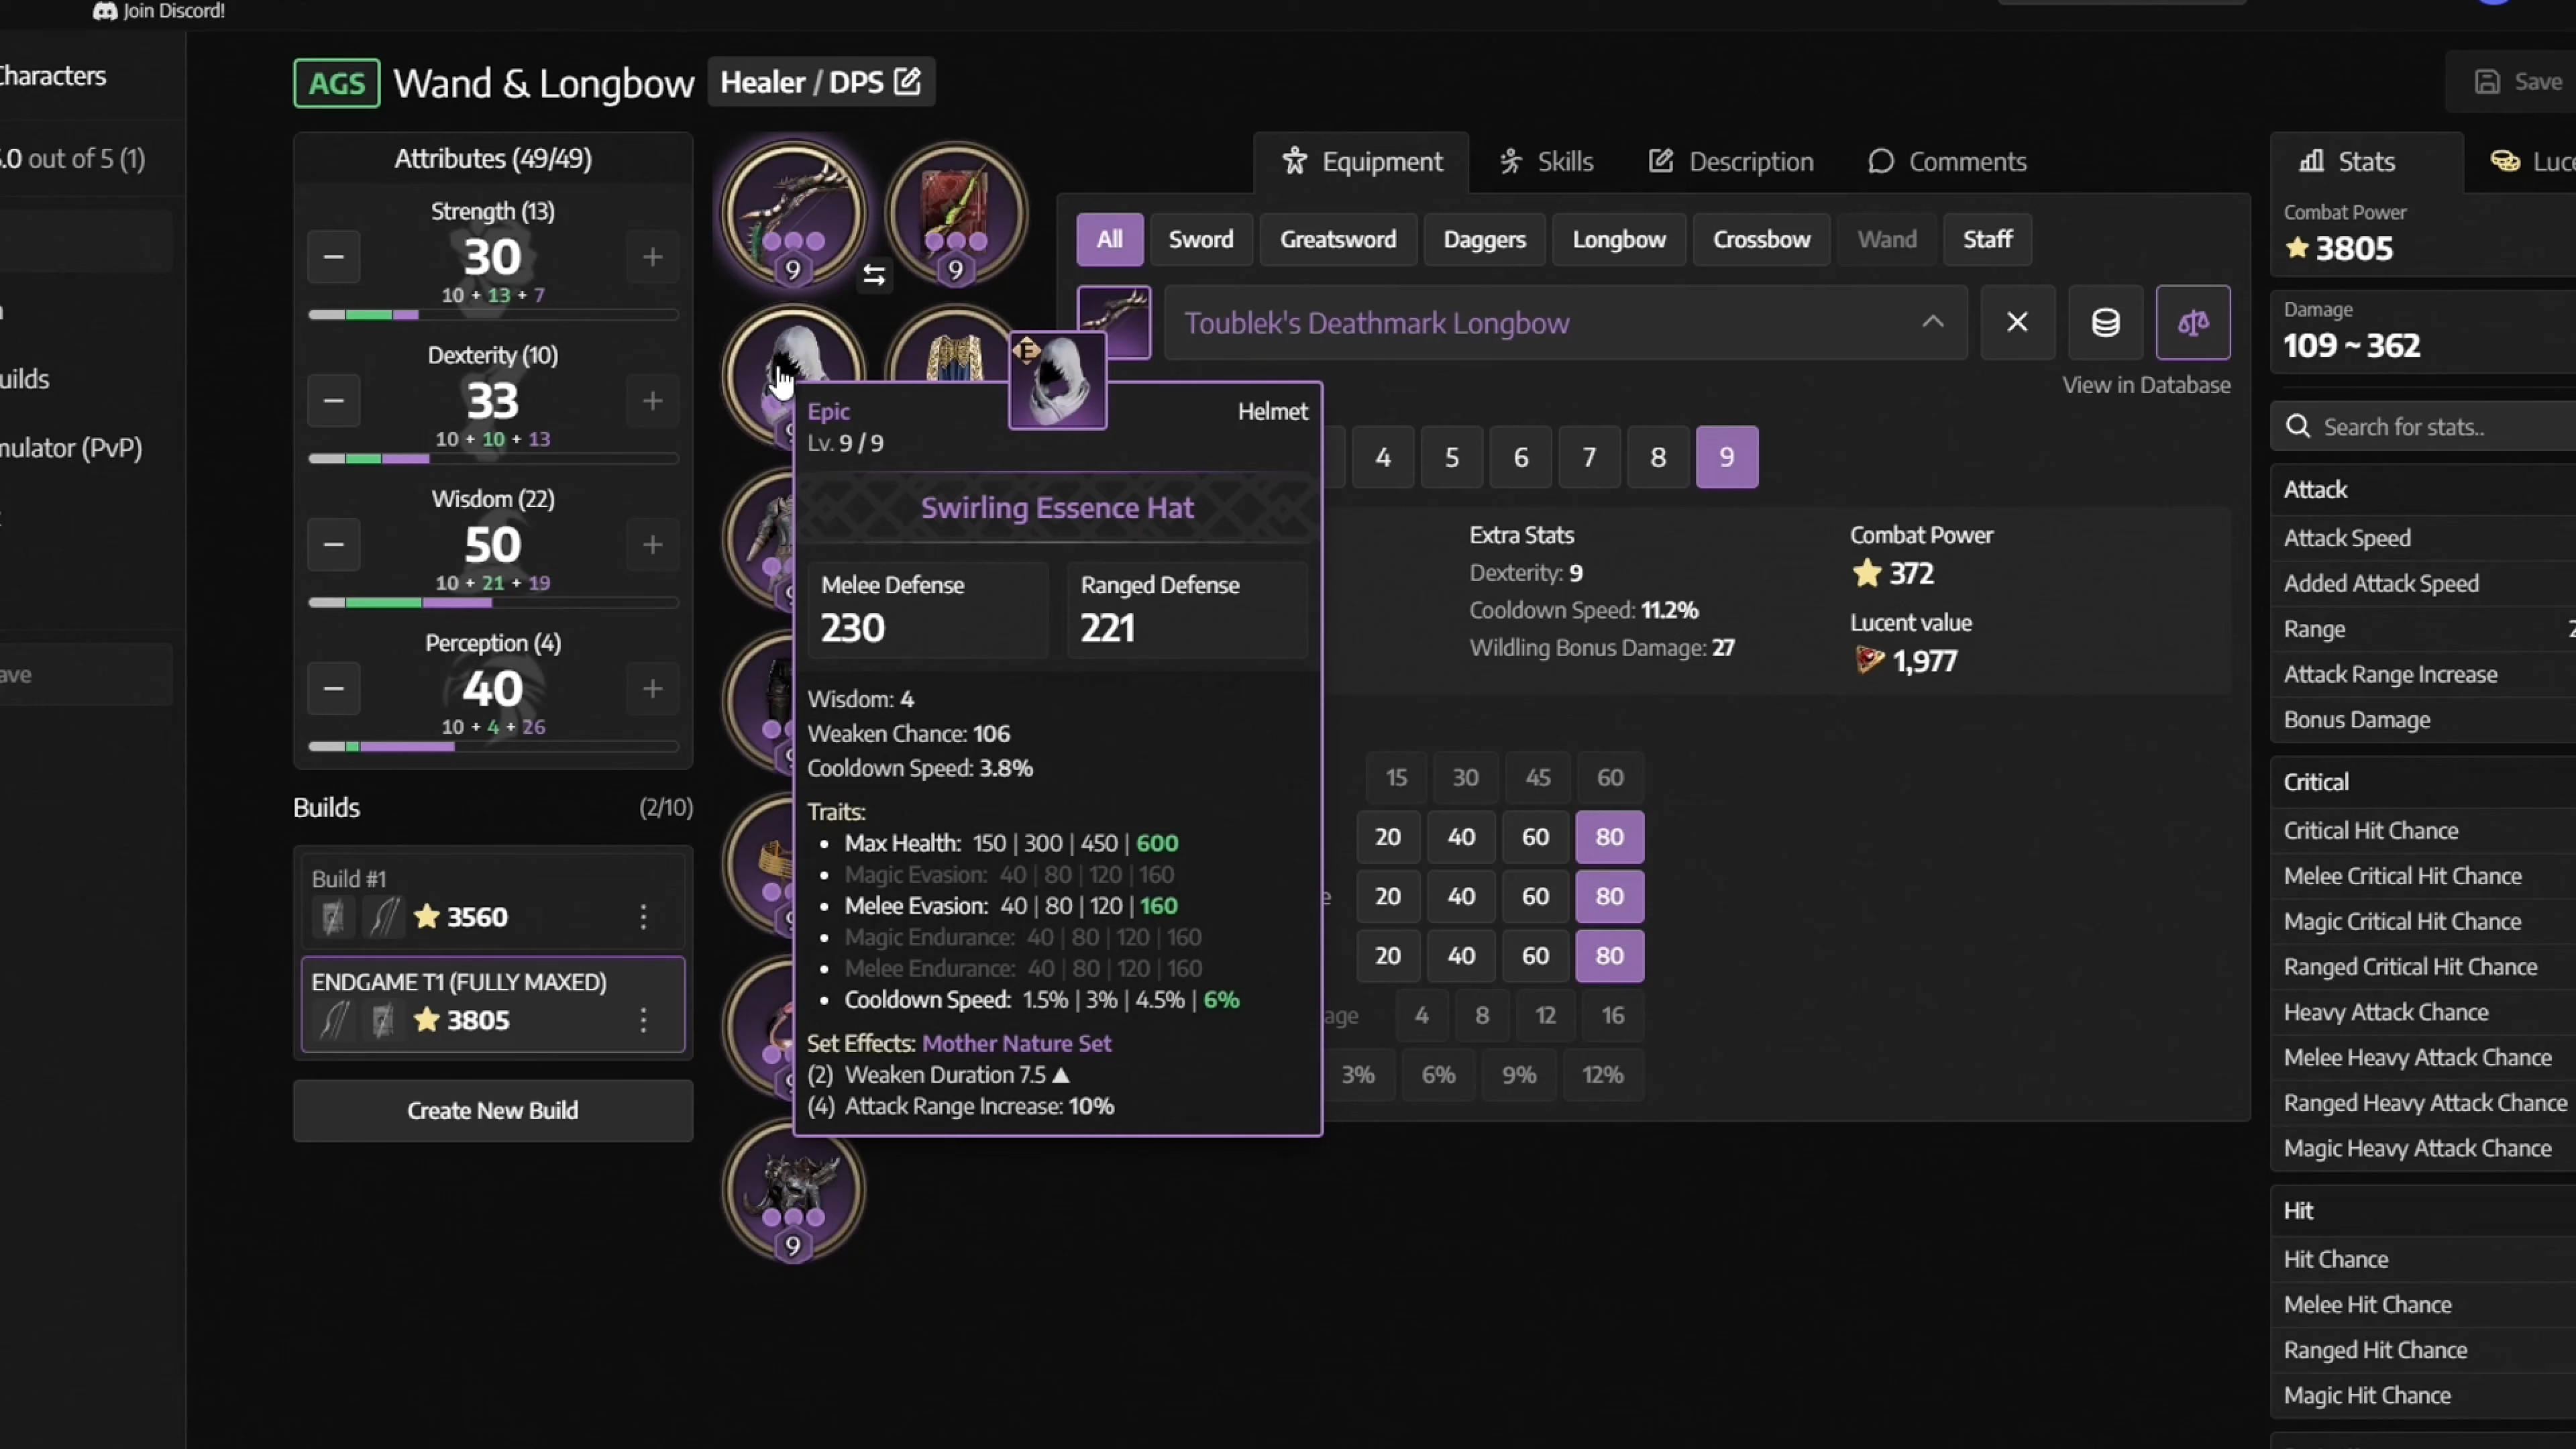 Join Discord!
Characters
5.0 out of 5 (1)
AGS Wand & Longbow Healer / DPS
Save
Attributes (49/49)
Strength (13)
30
10 + 13 + 7
Dexterity (10)
33
10 + 10 + 13
Wisdom (22)
50
10 + 21 + 19
Perception (4)
40
10 + 4 + 26
Builds (2/10)
Build #1
3560
ENDGAME T1 (FULLY MAXED)
3805
Create New Build
9
9
9
Equipment Skills Description Comments
All Sword Greatsword Daggers Longbow Crossbow Wand Staff
Toublek's Deathmark Longbow
View in Database
4 5 6 7 8 9
Extra Stats
Dexterity: 9
Cooldown Speed: 11.2%
Wildling Bonus Damage: 27
Combat Power
372
Lucent value
1,977
15 30 45 60
20 40 60 80
20 40 60 80
20 40 60 80
age 4 8 12 16
3% 6% 9% 12%
E
Epic Helmet
Lv. 9 / 9
Swirling Essence Hat
Melee Defense
230
Ranged Defense
221
Wisdom: 4
Weaken Chance: 106
Cooldown Speed: 3.8%
Traits:
• Max Health: 150 | 300 | 450 | 600
• Magic Evasion: 40 | 80 | 120 | 160
• Melee Evasion: 40 | 80 | 120 | 160
• Magic Endurance: 40 | 80 | 120 | 160
• Melee Endurance: 40 | 80 | 120 | 160
• Cooldown Speed: 1.5% | 3% | 4.5% | 6%
Set Effects: Mother Nature Set
(2) Weaken Duration 7.5 ▲
(4) Attack Range Increase: 10%
Stats Luce
Combat Power
3805
Damage
109 ~ 362
Search for stats..
Attack
Attack Speed
Added Attack Speed
Range 2
Attack Range Increase
Bonus Damage
Critical
Critical Hit Chance
Melee Critical Hit Chance
Magic Critical Hit Chance
Ranged Critical Hit Chance
Heavy Attack Chance
Melee Heavy Attack Chance
Ranged Heavy Attack Chance
Magic Heavy Attack Chance
Hit
Hit Chance
Melee Hit Chance
Ranged Hit Chance
Magic Hit Chance
uilds
mulator (PvP)
ave